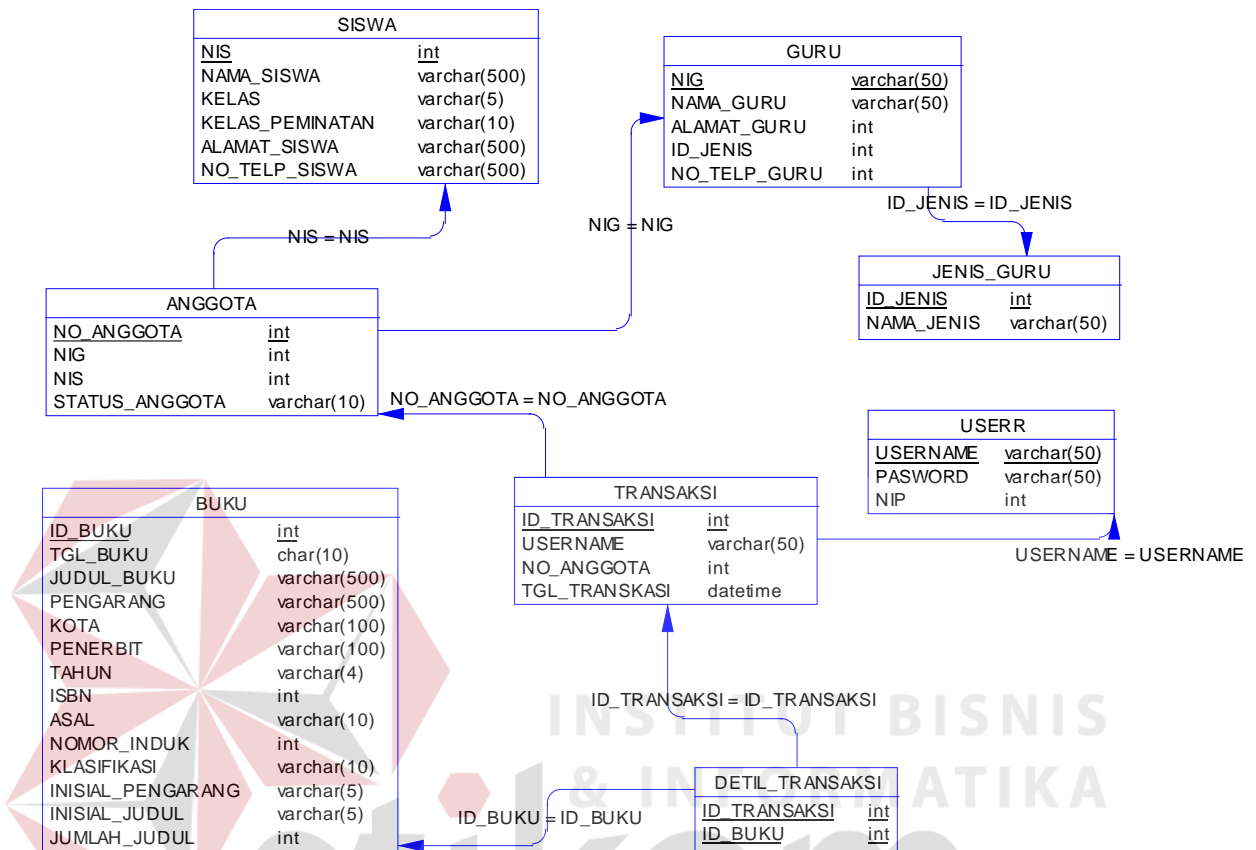 SISWA
NIS int
NAMA_SISWA varchar(500)
KELAS varchar(5)
KELAS_PEMINATAN varchar(10)
ALAMAT_SISWA varchar(500)
NO_TELP_SISWA varchar(500)
GURU
NIG varchar(50)
NAMA_GURU varchar(50)
ALAMAT_GURU int
ID_JENIS int
NO_TELP_GURU int
ID_JENIS = ID_JENIS
NIS = NIS
NIG = NIG
JENIS_GURU
ID_JENIS int
NAMA_JENIS varchar(50)
ANGGOTA
NO_ANGGOTA int
NIG int
NIS int
STATUS_ANGGOTA varchar(10)
NO_ANGGOTA = NO_ANGGOTA
USERR
USERNAME varchar(50)
PASWORD varchar(50)
NIP int
TRANSAKSI
ID_TRANSAKSI int
USERNAME varchar(50)
NO_ANGGOTA int
TGL_TRANSKASI datetime
USERNAME = USERNAME
BUKU
ID_BUKU int
TGL_BUKU char(10)
JUDUL_BUKU varchar(500)
PENGARANG varchar(500)
KOTA varchar(100)
PENERBIT varchar(100)
TAHUN varchar(4)
ISBN int
ASAL varchar(10)
NOMOR_INDUK int
KLASIFIKASI varchar(10)
INISIAL_PENGARANG varchar(5)
INISIAL_JUDUL varchar(5)
JUMLAH_JUDUL int
ID_TRANSAKSI = ID_TRANSAKSI
INSTITUT BISNIS
& INFORMATIKA
DETIL_TRANSAKSI
ID_TRANSAKSI int
ID_BUKU int
ID_BUKU = ID_BUKU